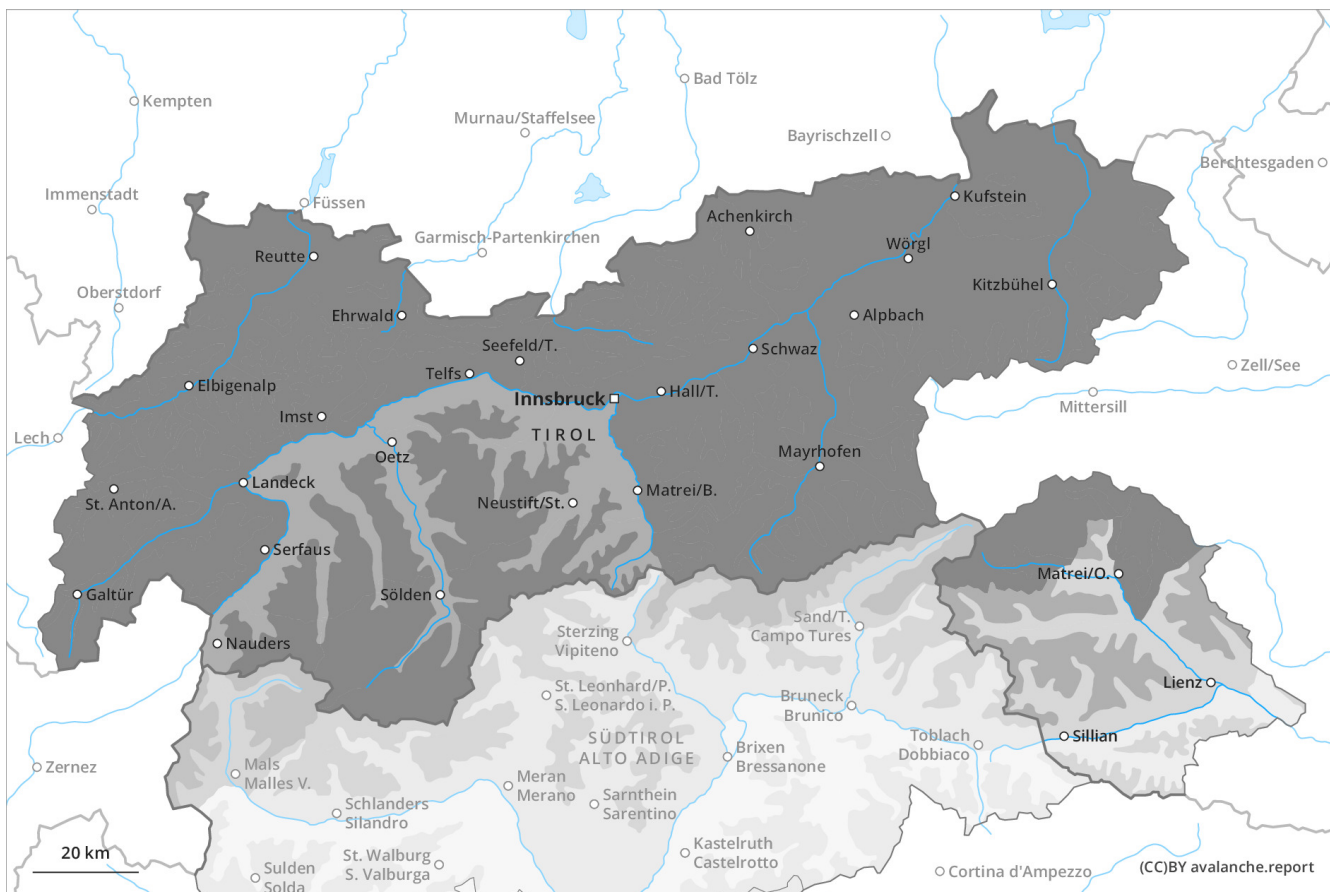 Bad Tölz
Kempten
Murnau/Staffelsee
Bayrischzell
Berchtesgaden
Immenstadt
Füssen
Kufstein
Achenkirch
Garmisch-Partenkirchen
Wörgl
Reutte
Kitzbühel
Oberstdorf
Ehrwald
Alpbach
Seefeld/T.
Schwaz
Zell/See
Telfs
Elbigenalp
Hall/T.
Mittersill
Innsbruck
Imst
TIROL
Lech
Oetz
Mayrhofen
Landeck
St. Anton/A.
Neustift/St.
Matrei/B.
Serfaus
Matrei/O.
Galtür
Sölden
Sand/T.
Campo Tures
Sterzing
Vipiteno
Nauders
Lienz
St. Leonhard/P.
S. Leonardo i. P.
Bruneck
Brunico
SÜDTIROL
ALTO ADIGE
Sillian
Toblach
Dobbiaco
Brixen
Bressanone
Zernez
Mals
Malles V.
Meran
Merano
Schlanders
Silandro
Sarnthein
Sarentino
Kastelruth
Castelrotto
20 km
St. Walburg
S. Valburga
Sulden
Solda
Cortina d'Ampezzo
(CC)BY avalanche.report